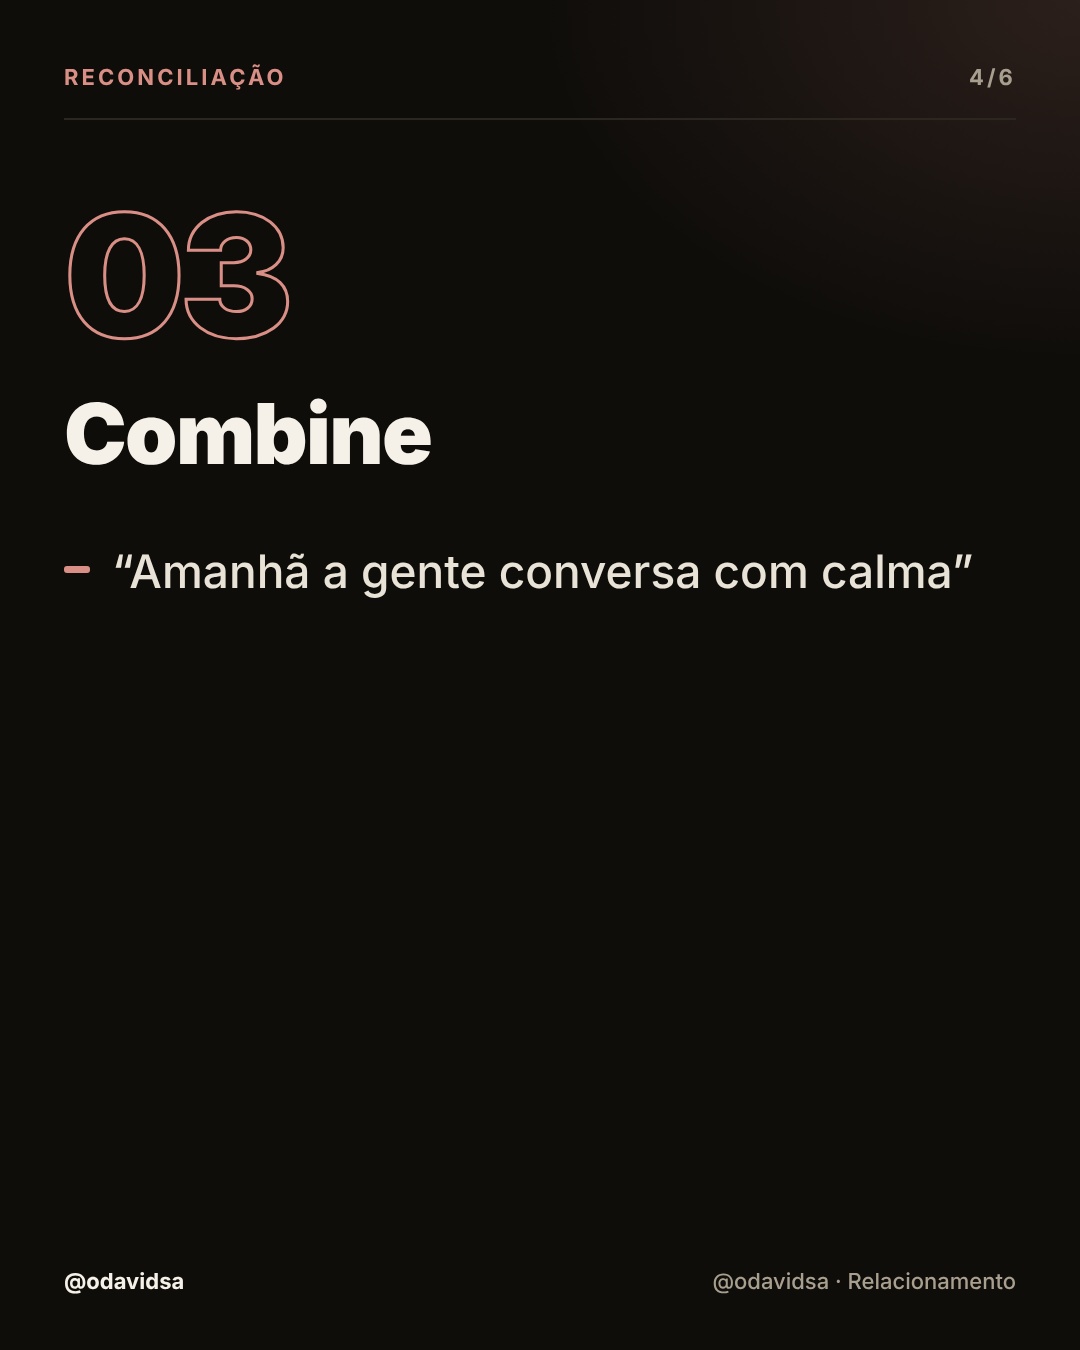 RECONCILIAÇÃO
4/6
03
Combine
– “Amanhã a gente conversa com calma”
@odavidsa
@odavidsa · Relacionamento